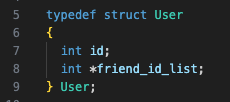 5 typedef struct User
6 {
7 int id;
8 int *friend_id_list;
9 } User;